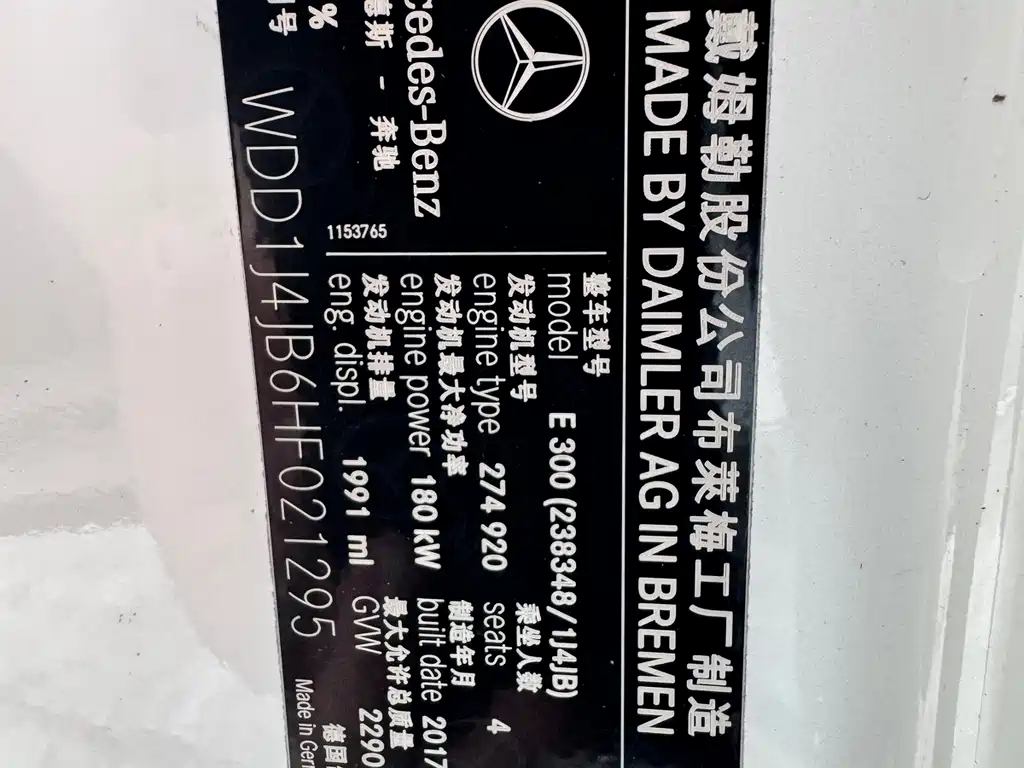 戴姆勒股份公司布莱梅工厂制造
MADE BY DAIMLER AG IN BREMEN
整车型号
model E 300 (238348/1J4JB)
发动机型号 乘坐人数
engine type 274 920 seats 4
发动机最大净功率 制造年月
engine power 180 kW built date 2017
发动机排量 最大允许总质量
eng. displ. 1991 ml GVW 2290
1153765
cedes-Benz
德斯 - 奔驰
%
号 WDD1J4JB6HF021295
德国
Made in Ger